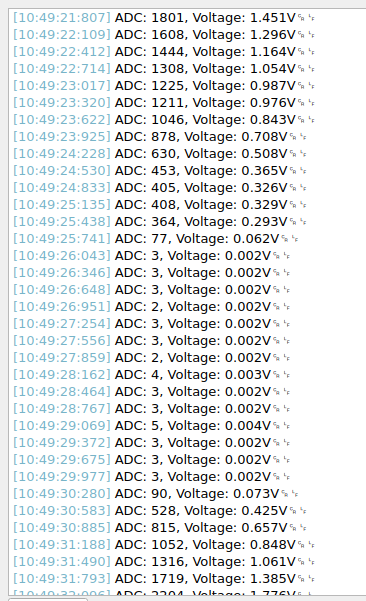 [10:49:21:807] ADC: 1801, Voltage: 1.451V␍␊
[10:49:22:109] ADC: 1608, Voltage: 1.296V␍␊
[10:49:22:412] ADC: 1444, Voltage: 1.164V␍␊
[10:49:22:714] ADC: 1308, Voltage: 1.054V␍␊
[10:49:23:017] ADC: 1225, Voltage: 0.987V␍␊
[10:49:23:320] ADC: 1211, Voltage: 0.976V␍␊
[10:49:23:622] ADC: 1046, Voltage: 0.843V␍␊
[10:49:23:925] ADC: 878, Voltage: 0.708V␍␊
[10:49:24:228] ADC: 630, Voltage: 0.508V␍␊
[10:49:24:530] ADC: 453, Voltage: 0.365V␍␊
[10:49:24:833] ADC: 405, Voltage: 0.326V␍␊
[10:49:25:135] ADC: 408, Voltage: 0.329V␍␊
[10:49:25:438] ADC: 364, Voltage: 0.293V␍␊
[10:49:25:741] ADC: 77, Voltage: 0.062V␍␊
[10:49:26:043] ADC: 3, Voltage: 0.002V␍␊
[10:49:26:346] ADC: 3, Voltage: 0.002V␍␊
[10:49:26:648] ADC: 3, Voltage: 0.002V␍␊
[10:49:26:951] ADC: 2, Voltage: 0.002V␍␊
[10:49:27:254] ADC: 3, Voltage: 0.002V␍␊
[10:49:27:556] ADC: 3, Voltage: 0.002V␍␊
[10:49:27:859] ADC: 2, Voltage: 0.002V␍␊
[10:49:28:162] ADC: 4, Voltage: 0.003V␍␊
[10:49:28:464] ADC: 3, Voltage: 0.002V␍␊
[10:49:28:767] ADC: 3, Voltage: 0.002V␍␊
[10:49:29:069] ADC: 5, Voltage: 0.004V␍␊
[10:49:29:372] ADC: 3, Voltage: 0.002V␍␊
[10:49:29:675] ADC: 3, Voltage: 0.002V␍␊
[10:49:29:977] ADC: 3, Voltage: 0.002V␍␊
[10:49:30:280] ADC: 90, Voltage: 0.073V␍␊
[10:49:30:583] ADC: 528, Voltage: 0.425V␍␊
[10:49:30:885] ADC: 815, Voltage: 0.657V␍␊
[10:49:31:188] ADC: 1052, Voltage: 0.848V␍␊
[10:49:31:490] ADC: 1316, Voltage: 1.061V␍␊
[10:49:31:793] ADC: 1719, Voltage: 1.385V␍␊
ADC: 2204, Voltage: 1.776V␍␊